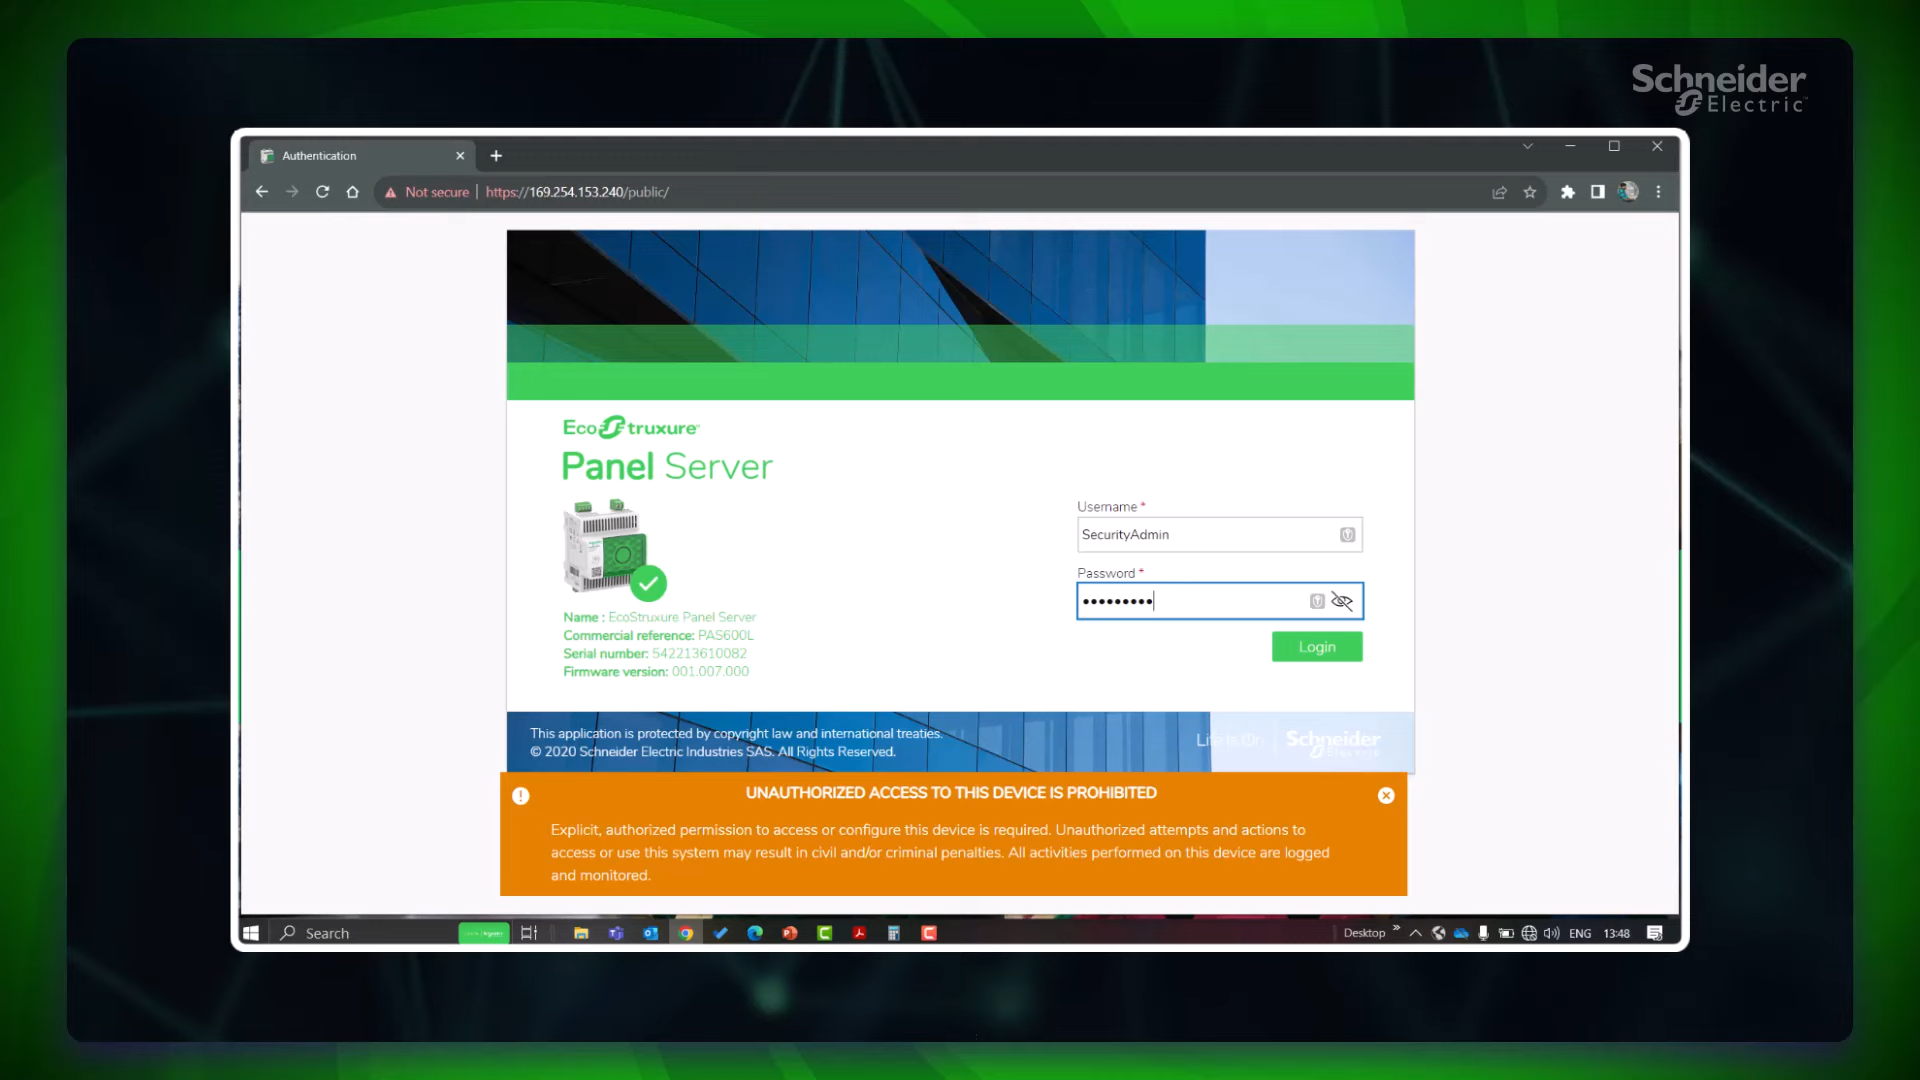 Schneider
Electric
Authentication
Not secure
https://169.254.153.240/public/
EcoStruxure
Panel Server
Username *
SecurityAdmin
Password *
•••••••••
Login
Name : EcoStruxure Panel Server
Commercial reference: PAS600L
Serial number: 542213610082
Firmware version: 001.007.000
This application is protected by copyright law and international treaties.
© 2020 Schneider Electric Industries SAS. All Rights Reserved.
Life Is On
Schneider
Electric
UNAUTHORIZED ACCESS TO THIS DEVICE IS PROHIBITED
Explicit, authorized permission to access or configure this device is required. Unauthorized attempts and actions to
access or use this system may result in civil and/or criminal penalties. All activities performed on this device are logged
and monitored.
Search
Desktop
ENG
13:48